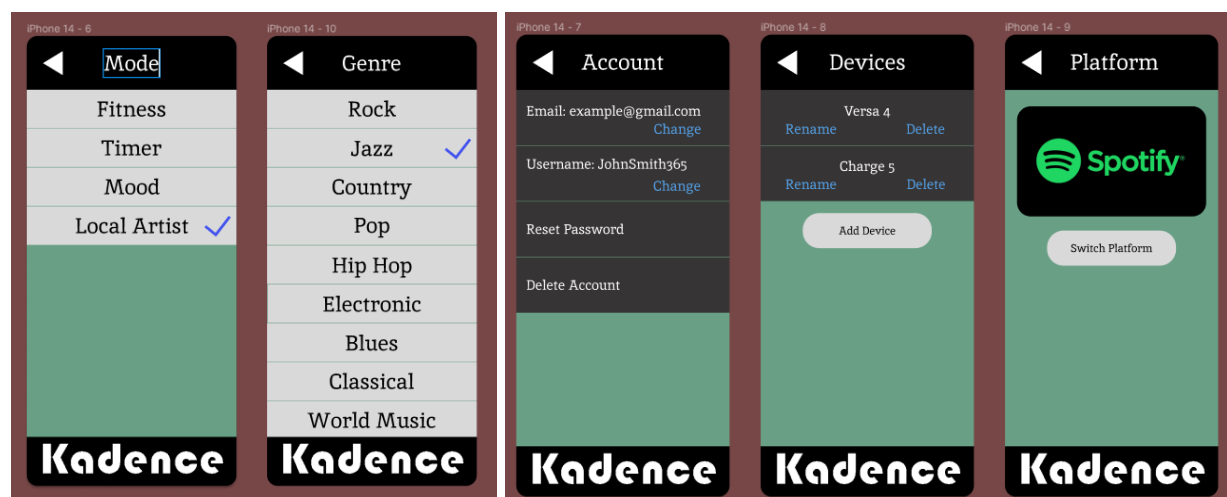 iPhone 14 - 6
Mode
Fitness
Timer
Mood
Local Artist
Kadence
iPhone 14 - 10
Genre
Rock
Jazz
Country
Pop
Hip Hop
Electronic
Blues
Classical
World Music
Kadence
iPhone 14 - 7
Account
Email: example@gmail.com
Change
Username: JohnSmith365
Change
Reset Password
Delete Account
Kadence
iPhone 14 - 8
Devices
Versa 4
Rename Delete
Charge 5
Rename Delete
Add Device
Kadence
iPhone 14 - 9
Platform
Spotify
Switch Platform
Kadence